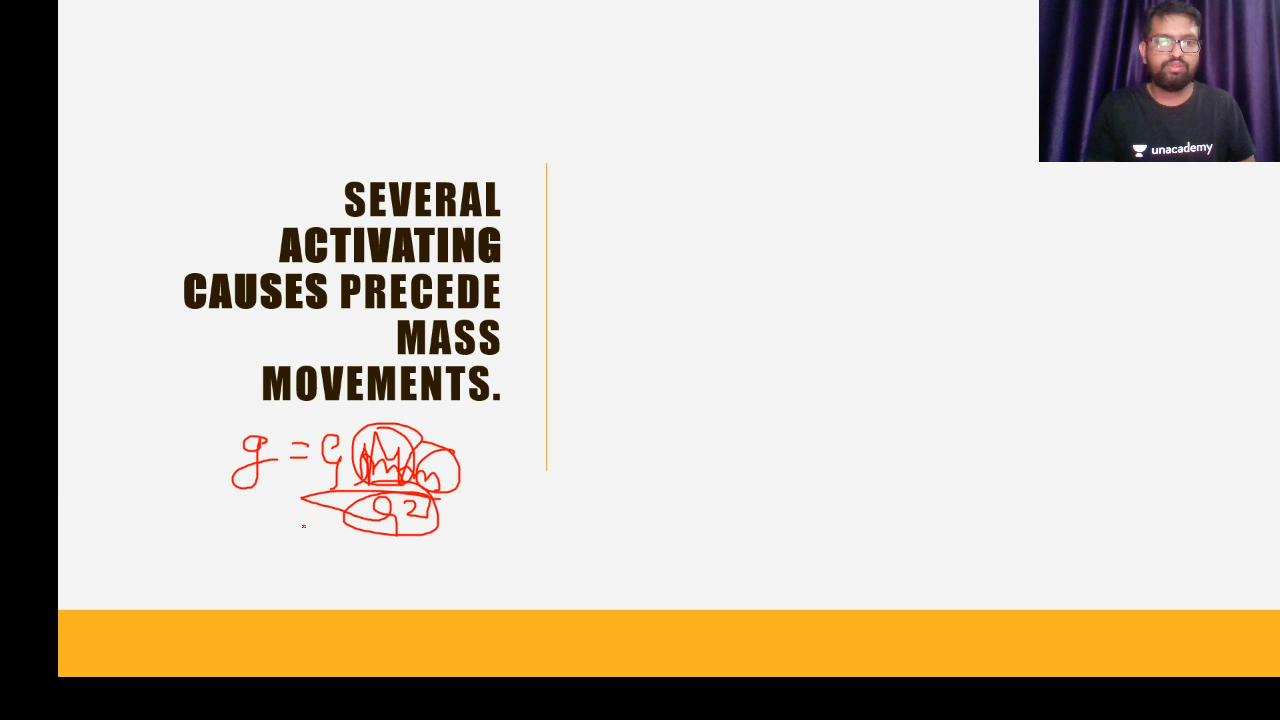 SEVERAL
ACTIVATING
CAUSES PRECEDE
MASS
MOVEMENTS.
g = G
unacademy